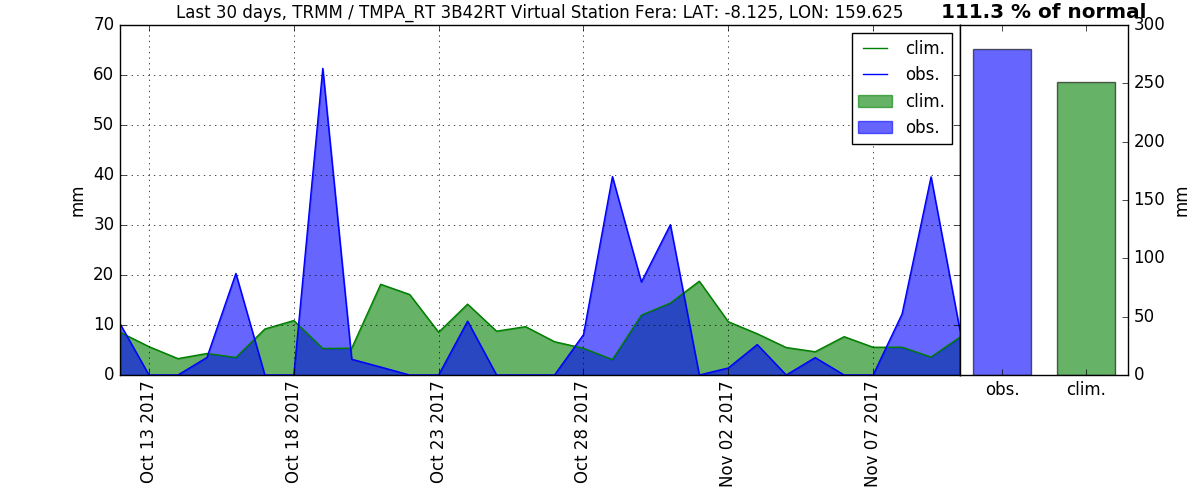 Last 30 days, TRMM / TMPA_RT 3B42RT Virtual Station Fera: LAT: -8.125, LON: 159.625
111.3 % of normal
70
60
50
40
30
20
10
0
mm
clim.
obs.
clim.
obs.
Oct 13 2017
Oct 18 2017
Oct 23 2017
Oct 28 2017
Nov 02 2017
Nov 07 2017
300
250
200
150
100
50
0
mm
obs.
clim.